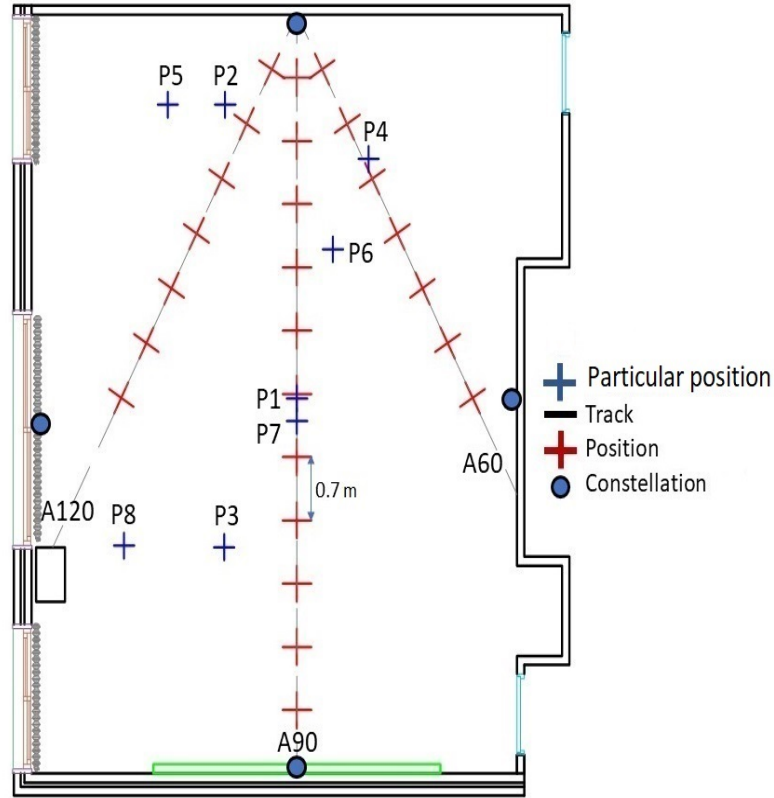 P5
P2
P4
P6
P1
P7
A60
0.7 m
A120
P8
P3
A90
Particular position
Track
Position
Constellation